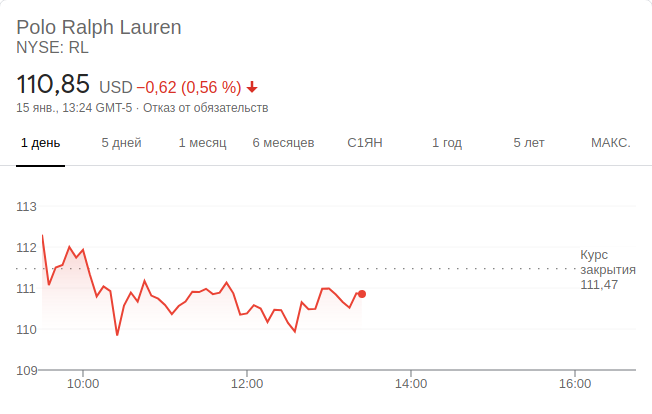 Polo Ralph Lauren
NYSE: RL
110,85 USD −0,62 (0,56 %)
15 янв., 13:24 GMT-5 · Отказ от обязательств
1 день 5 дней 1 месяц 6 месяцев С1ЯН 1 год 5 лет МАКС.
113
112
Курс
закрытия
111,47
111
110
109
10:00 12:00 14:00 16:00